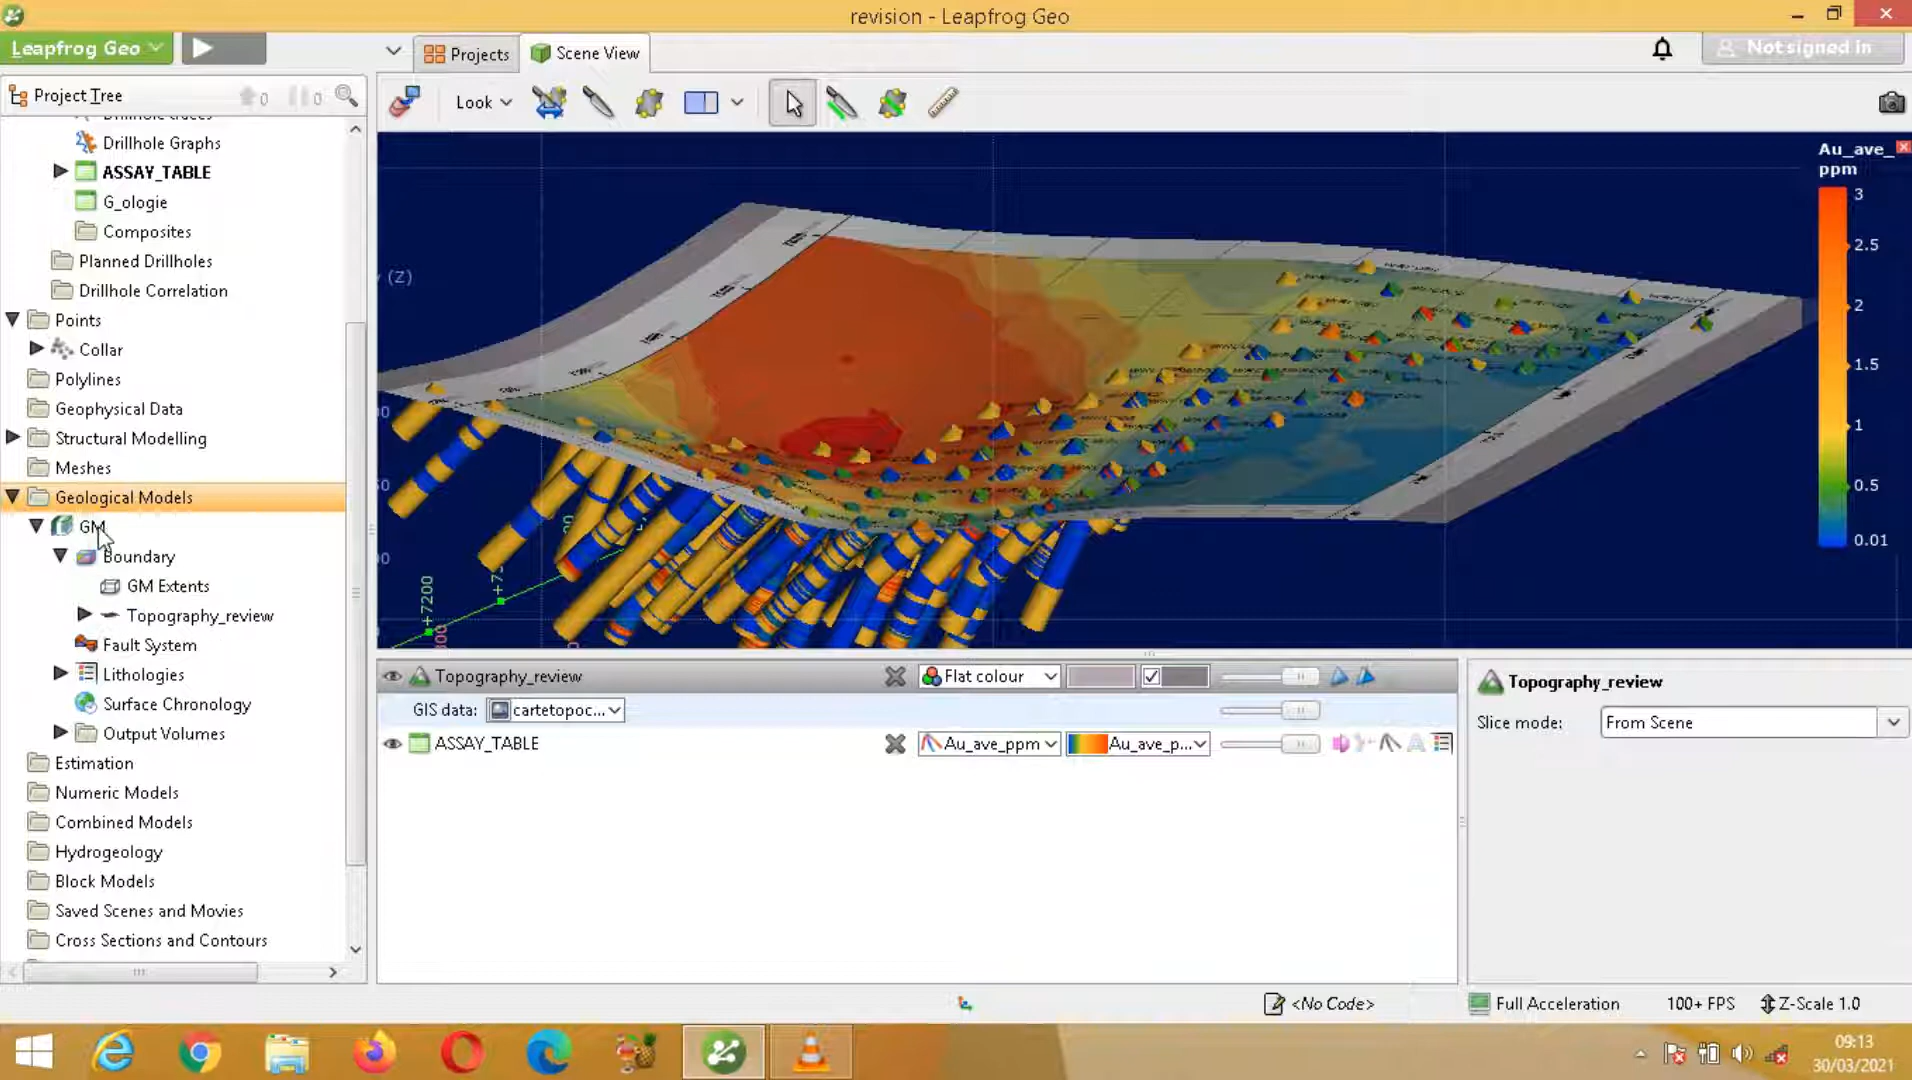 revision - Leapfrog Geo
Leapfrog Geo
Projects
Scene View
Not signed in
Project Tree
0
0
Look
Drillhole Graphs
ASSAY_TABLE
G_ologie
Composites
Planned Drillholes
Drillhole Correlation
Points
Collar
Polylines
Geophysical Data
Structural Modelling
Meshes
Geological Models
GM
Boundary
GM Extents
Topography_review
Fault System
Lithologies
Surface Chronology
Output Volumes
Estimation
Numeric Models
Combined Models
Hydrogeology
Block Models
Saved Scenes and Movies
Cross Sections and Contours
(Z)
+7200
Au_ave_
ppm
3
2.5
2
1.5
1
0.5
0.01
Topography_review
Flat colour
GIS data:
cartetopoc...
ASSAY_TABLE
Au_ave_ppm
Au_ave_p...
Topography_review
Slice mode:
From Scene
<No Code>
Full Acceleration
100+ FPS
Z-Scale 1.0
09:13
30/03/2021